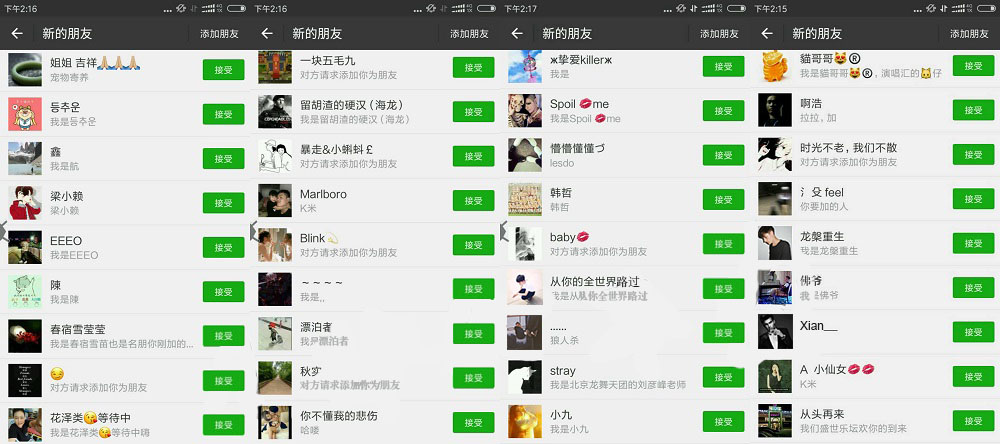 下午2:16
新的朋友
添加朋友
姐姐 吉祥🙏🏼🙏🏼🙏🏼
宠物寄养
接受
등추운
我是등추운
接受
鑫
我是航
接受
梁小赖
梁小赖
接受
EEEO
我是EEEO
接受
陳
我是陳
接受
春宿雪莹莹
我是春宿雪苗也是名朋你刚加的...
接受
😏
对方请求添加你为朋友
接受
花泽类😘等待中
我是花泽类😘等待中嗨
接受
下午2:16
新的朋友
添加朋友
一块五毛九
对方请求添加你为朋友
接受
留胡渣的硬汉（海龙）
我是留胡渣的硬汉（海龙）
接受
暴走&小蝌蚪£
对方请求添加你为朋友
接受
Marlboro
K米
接受
Blink💫
对方请求添加你为朋友
接受
～～～～
我是,,
接受
漂泊者
我是漂泊者
接受
秋实
对方请求添加你为朋友
接受
你不懂我的悲伤
哈喽
接受
下午2:17
新的朋友
添加朋友
ж挚爱killerж
我是
接受
Spoil 💋me
我是Spoil 💋me
接受
懵懵懂懂づ
lesdo
接受
韩哲
韩哲
接受
baby💋
对方请求添加你为朋友
接受
从你的全世界路过
我是从你的全世界路过
接受
......
狼人杀
接受
stray
我是北京龙舞天团的刘彦峰老师
接受
小九
我是小九
接受
下午2:15
新的朋友
添加朋友
貓哥哥😻®
我是貓哥哥😻®，演唱汇的🐱仔
接受
啊浩
拉拉，加
接受
时光不老，我们不散
对方请求添加你为朋友
接受
氵殳 feel
你要加的人
接受
龙槃重生
我是龙槃重生
接受
佛爷
我是佛爷
接受
Xian__
接受
A 小仙女💋💋
K米
接受
从头再来
我们盛世乐坛欢你的到来
接受